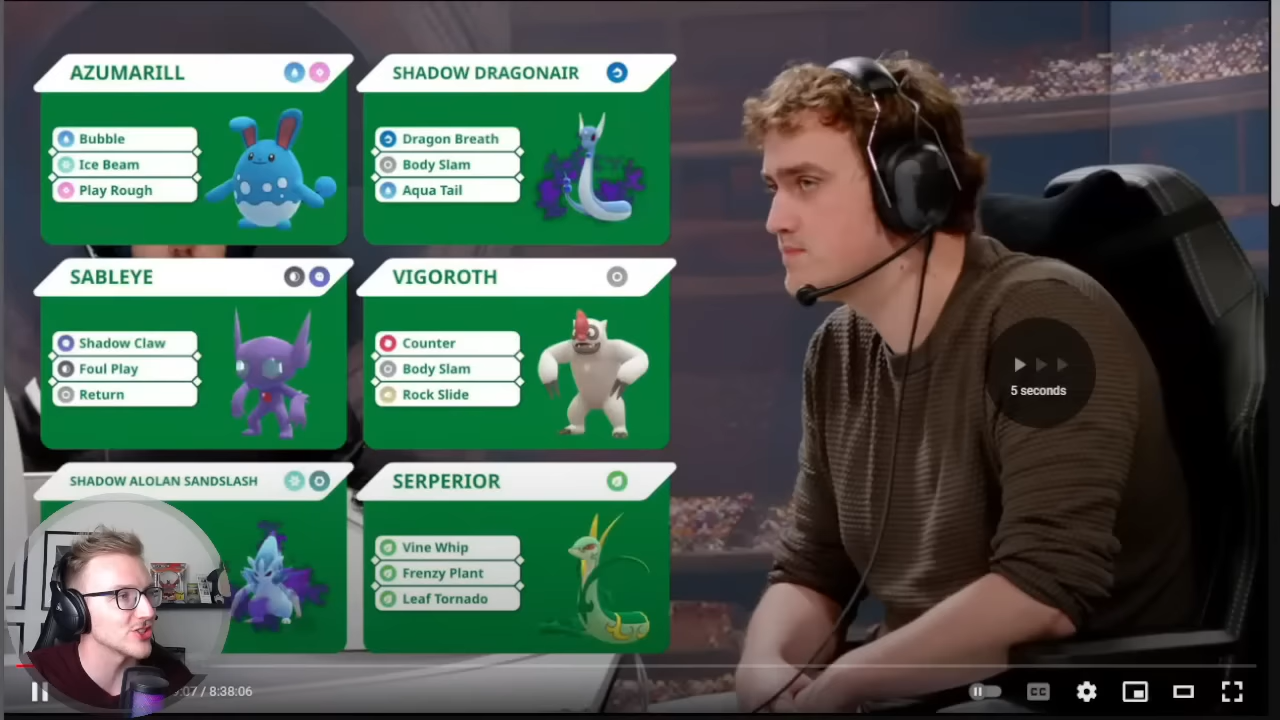 AZUMARILL
Bubble
Ice Beam
Play Rough
SHADOW DRAGONAIR
Dragon Breath
Body Slam
Aqua Tail
SABLEYE
Shadow Claw
Foul Play
Return
VIGOROTH
Counter
Body Slam
Rock Slide
SHADOW ALOLAN SANDSLASH
SERPERIOR
Vine Whip
Frenzy Plant
Leaf Tornado
5 seconds
:07 / 8:38:06
CC